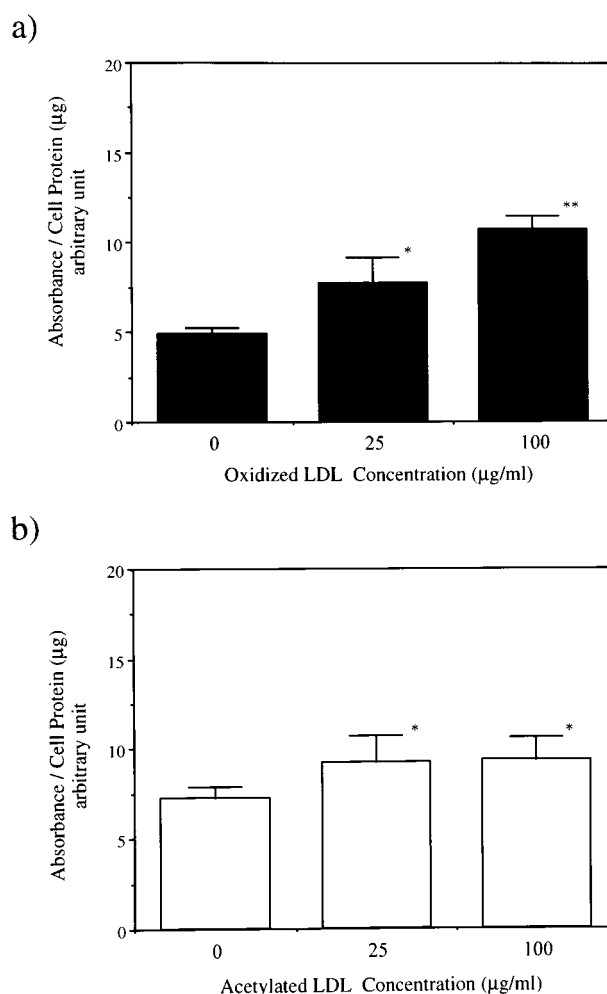 a)
20
15
10
5
0
Absorbance / Cell Protein (μg)
arbitrary unit
*
**
0 25 100
Oxidized LDL Concentration (μg/ml)
b)
20
15
10
5
0
Absorbance / Cell Protein (μg)
arbitrary unit
*
*
0 25 100
Acetylated LDL Concentration (μg/ml)